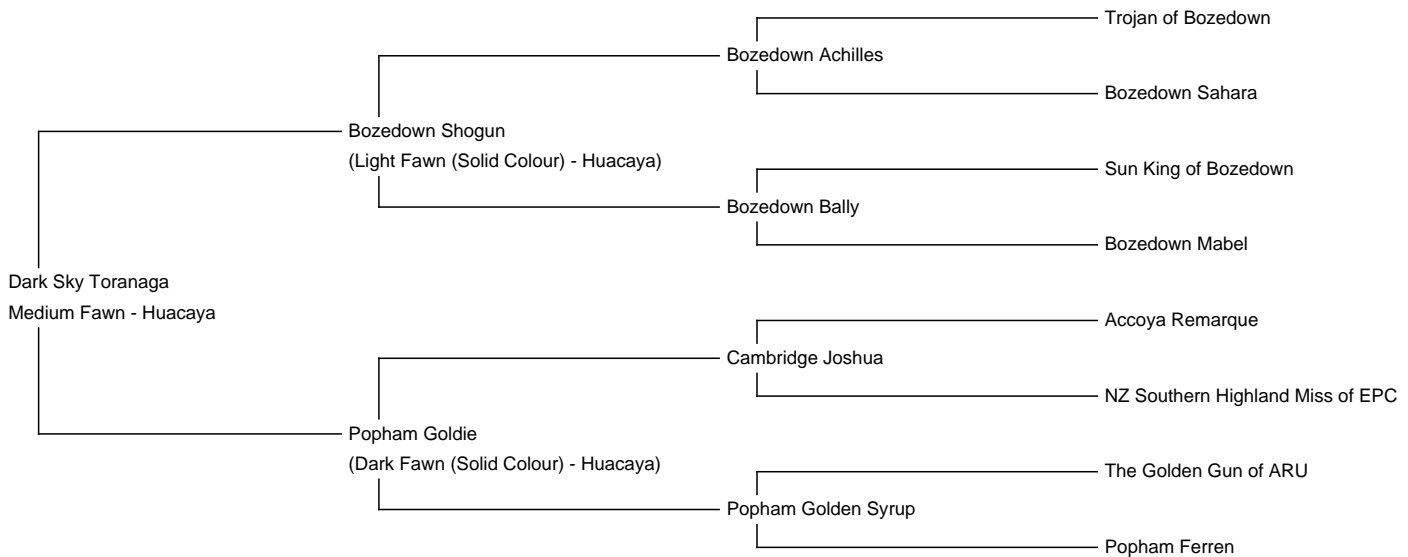 Trojan of Bozedown
Bozedown Achilles
Bozedown Sahara
Bozedown Shogun
(Light Fawn (Solid Colour) - Huacaya)
Sun King of Bozedown
Bozedown Bally
Bozedown Mabel
Dark Sky Toranaga
Medium Fawn - Huacaya
Accoya Remarque
Cambridge Joshua
NZ Southern Highland Miss of EPC
Popham Goldie
(Dark Fawn (Solid Colour) - Huacaya)
The Golden Gun of ARU
Popham Golden Syrup
Popham Ferren